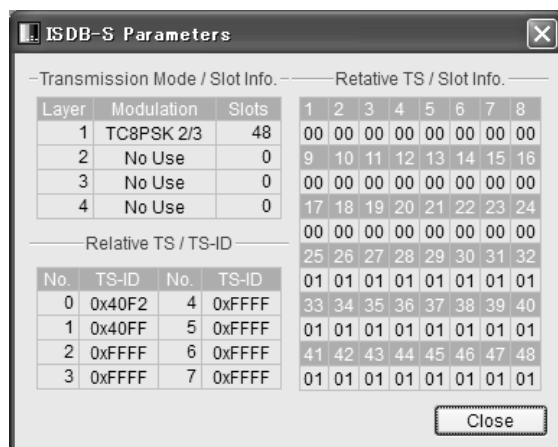 ISDB-S Parameters
Transmission Mode / Slot Info.
Layer Modulation Slots
1 TC8PSK 2/3 48
2 No Use 0
3 No Use 0
4 No Use 0
Relative TS / TS-ID
No. TS-ID No. TS-ID
0 0x40F2 4 0xFFFF
1 0x40FF 5 0xFFFF
2 0xFFFF 6 0xFFFF
3 0xFFFF 7 0xFFFF
Retative TS / Slot Info.
1 2 3 4 5 6 7 8
00 00 00 00 00 00 00 00
9 10 11 12 13 14 15 16
00 00 00 00 00 00 00 00
17 18 19 20 21 22 23 24
00 00 00 00 00 00 00 00
25 26 27 28 29 30 31 32
01 01 01 01 01 01 01 01
33 34 35 36 37 38 39 40
01 01 01 01 01 01 01 01
41 42 43 44 45 46 47 48
01 01 01 01 01 01 01 01
Close